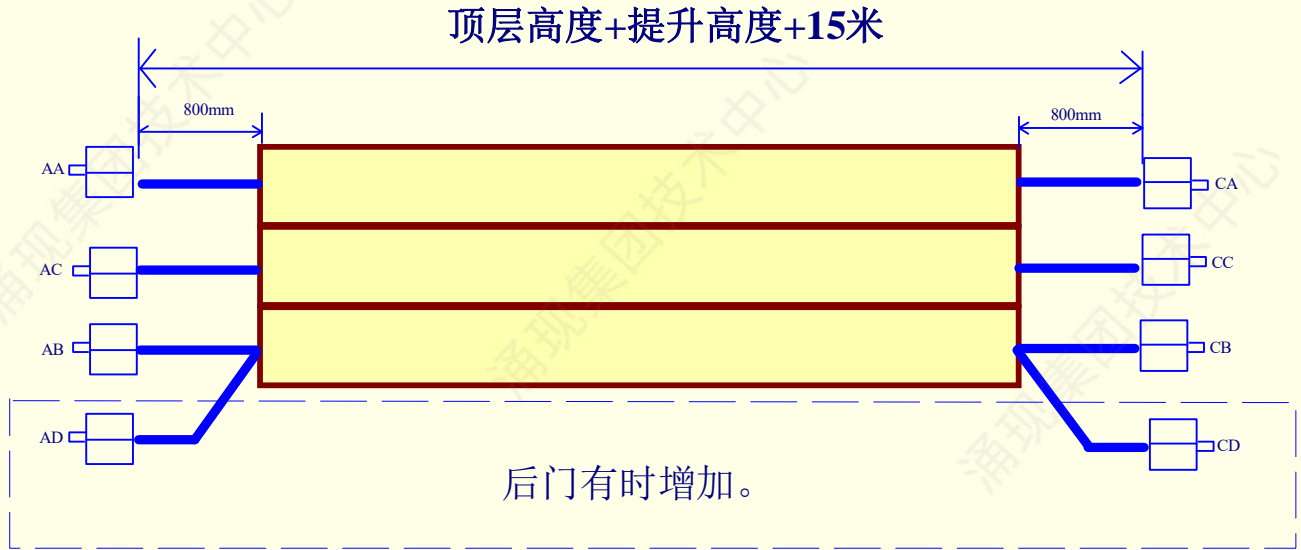 顶层高度+提升高度+15米
800mm
800mm
AA
CA
AC
CC
AB
CB
AD
CD
后门有时增加。
涌现集团技术中心
涌现集团技术中心
涌现集团技术中心